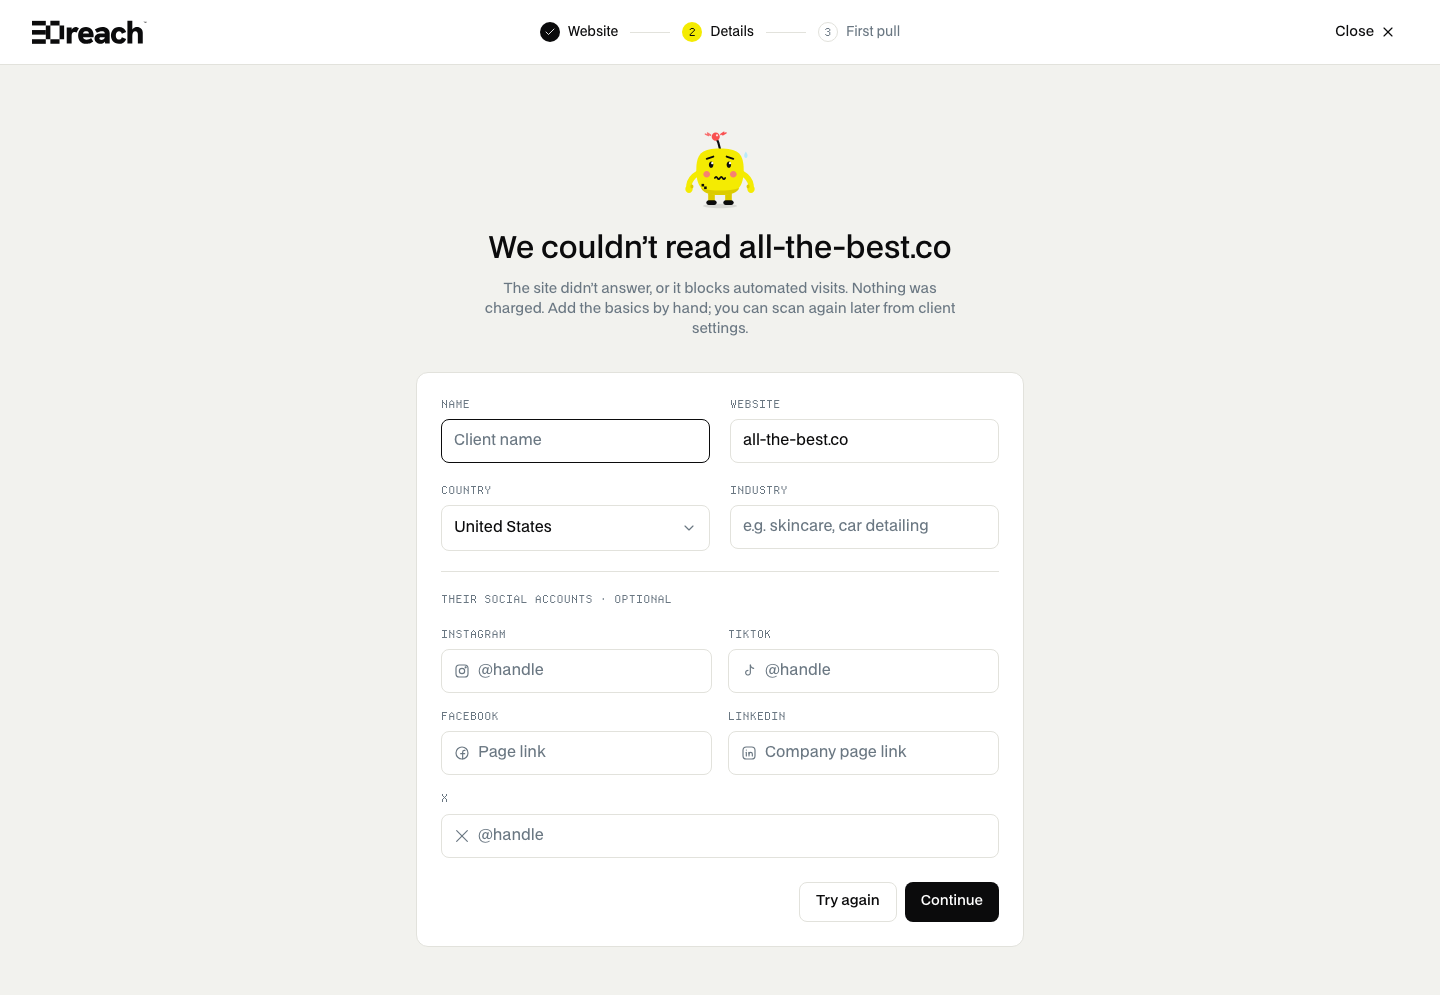 reach
Website
2
Details
3
First pull
Close
We couldn’t read all-the-best.co
The site didn’t answer, or it blocks automated visits. Nothing was
charged. Add the basics by hand; you can scan again later from client
settings.
NAME
WEBSITE
Client name
all-the-best.co
COUNTRY
INDUSTRY
United States
e.g. skincare, car detailing
THEIR SOCIAL ACCOUNTS · OPTIONAL
INSTAGRAM
TIKTOK
@handle
@handle
FACEBOOK
LINKEDIN
Page link
Company page link
X
@handle
Try again
Continue